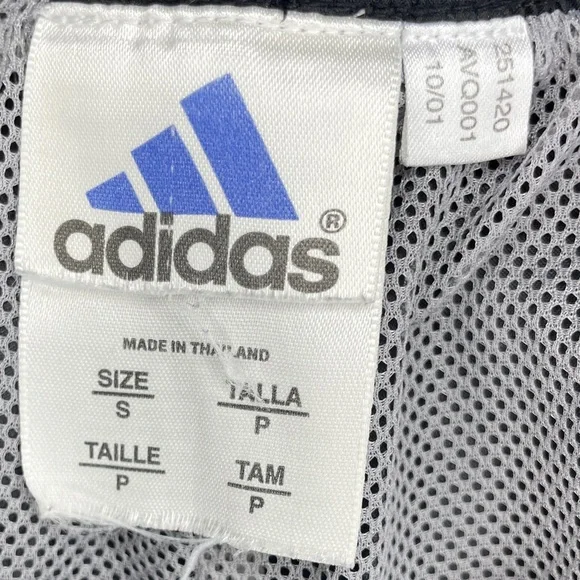 adidas®
MADE IN THAILAND
SIZE
S
TALLA
P
TAILLE
P
TAM
P
251420
AVQ001
10/01